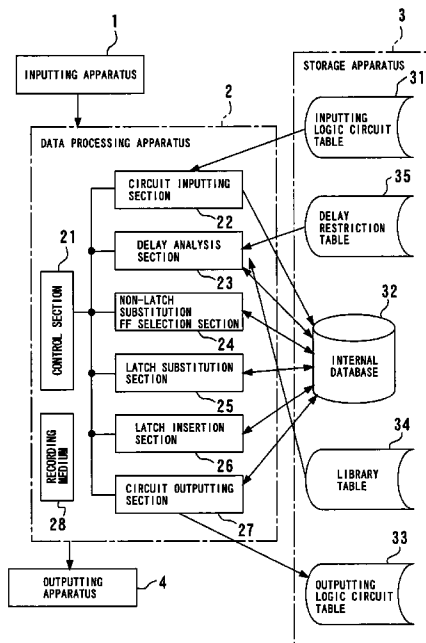 1
INPUTTING APPARATUS
3
STORAGE APPARATUS
31
INPUTTING
LOGIC CIRCUIT
TABLE
2
DATA PROCESSING APPARATUS
CIRCUIT INPUTTING
SECTION
22
35
DELAY
RESTRICTION
TABLE
21
CONTROL SECTION
DELAY ANALYSIS
SECTION
23
32
INTERNAL
DATABASE
NON-LATCH
SUBSTITUTION
FF SELECTION SECTION
24
LATCH SUBSTITUTION
SECTION
25
LATCH INSERTION
SECTION
26
34
LIBRARY
TABLE
RECORDING
MEDIUM
28
CIRCUIT OUTPUTTING
SECTION
27
33
OUTPUTTING
LOGIC CIRCUIT
TABLE
OUTPUTTING
APPARATUS
4